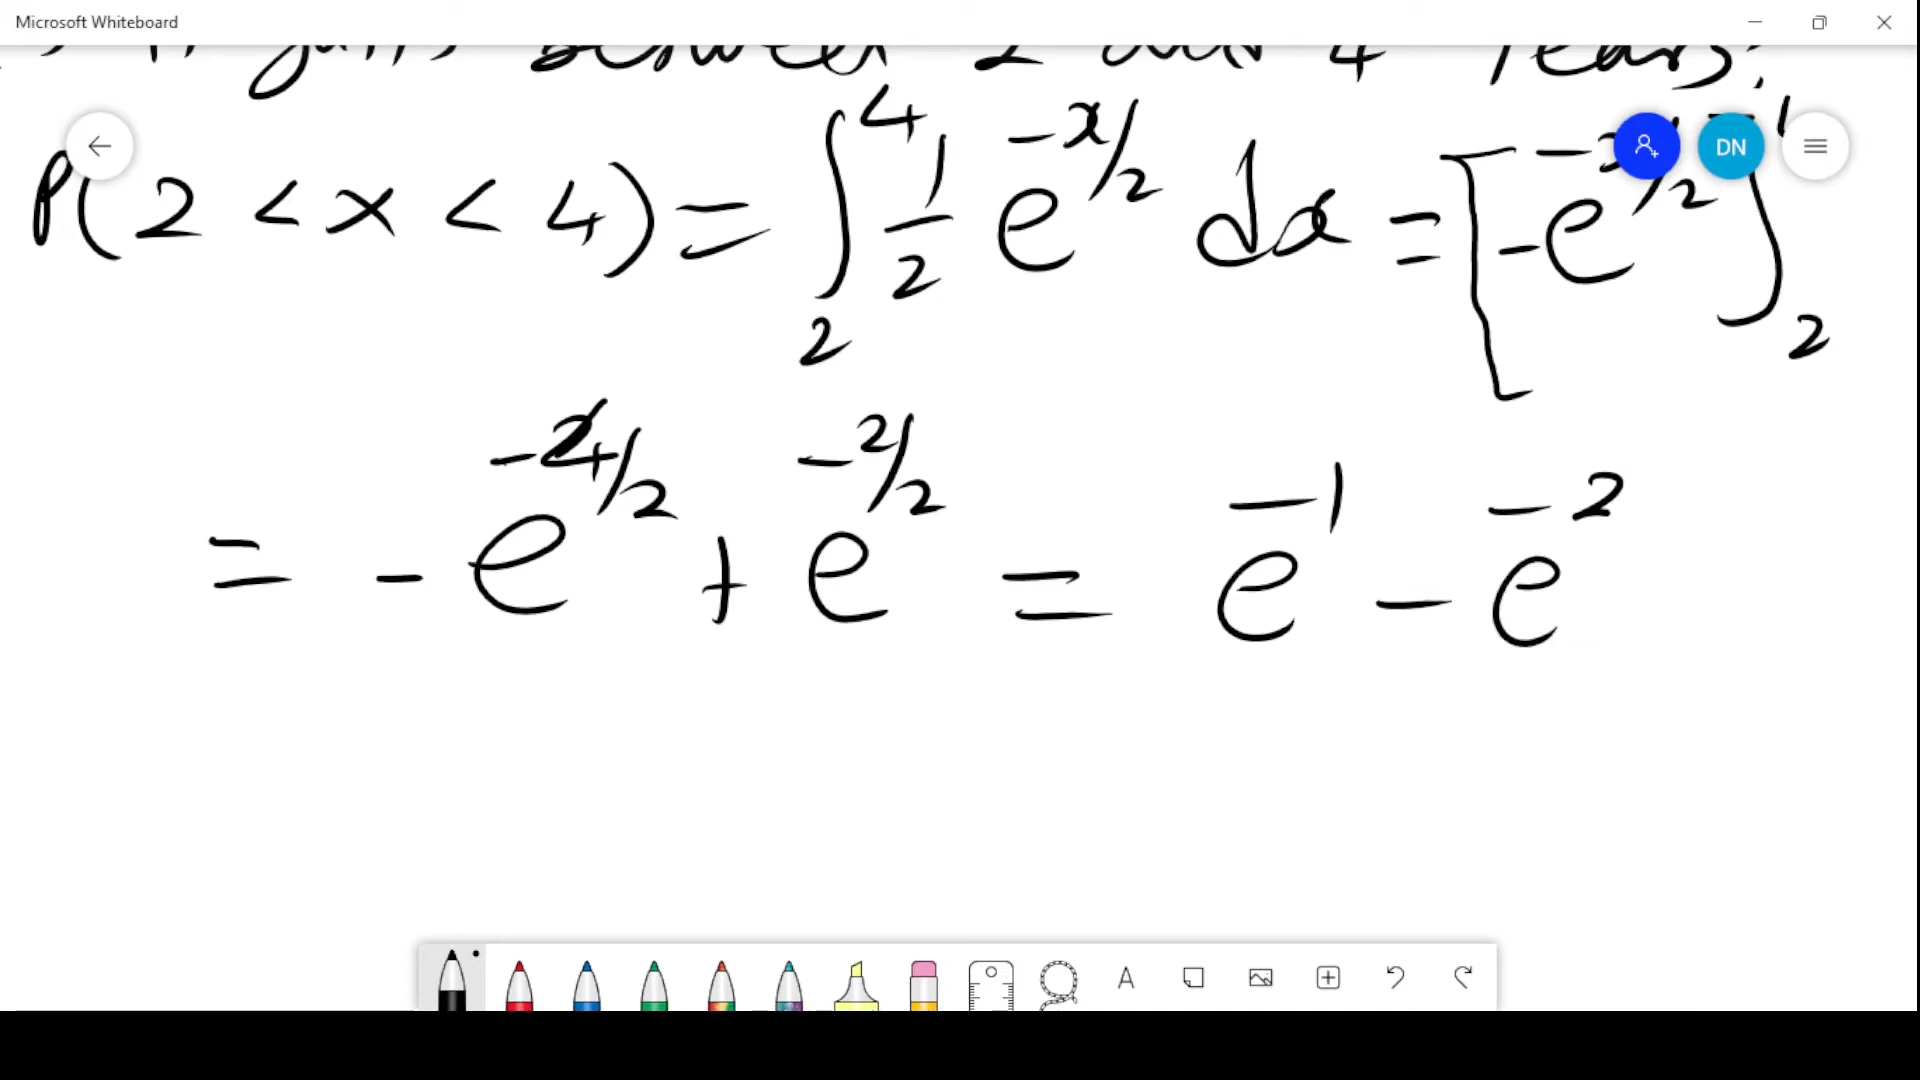 Microsoft Whiteboard
between 2 and 4 Years?
P(2 < x < 4) = ∫₂⁴ 1/2 e^(-x/2) dx = [-e^(-x/2)]₂
DN
= - e^(-4/2) + e^(-2/2) = e^(-1) - e^(-2)
A